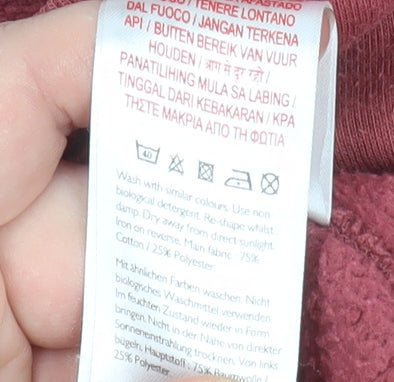 TENERE LONTANO
DAL FUOCO / JANGAN TERKENA
API / BUITEN BEREIK VAN VUUR
HOUDEN / आग से दूर रहो /
PANATILIHING MULA SA LABING /
TINGGAL DARI KEBAKARAN / ΚΡΑ
ΤΗΣΤΕ ΜΑΚΡΙΑ ΑΠΟ ΤΗ ΦΩΤΙΑ
40
Wash with similar colours. Use non
biological detergent. Re-shape whilst
damp. Dry away from direct sunlight.
Iron on reverse. Main fabric : 75%
Cotton / 25% Polyester
Mit ähnlichen Farben waschen. Nicht
biologisches Waschmittel verwenden
Im feuchten Zustand wieder in Form
bringen. Nicht in der Nähe von direkter
Sonneneinstrahlung trocknen. Von links
bügeln. Hauptstoff : 75% Baumwolle /
25% Polyester